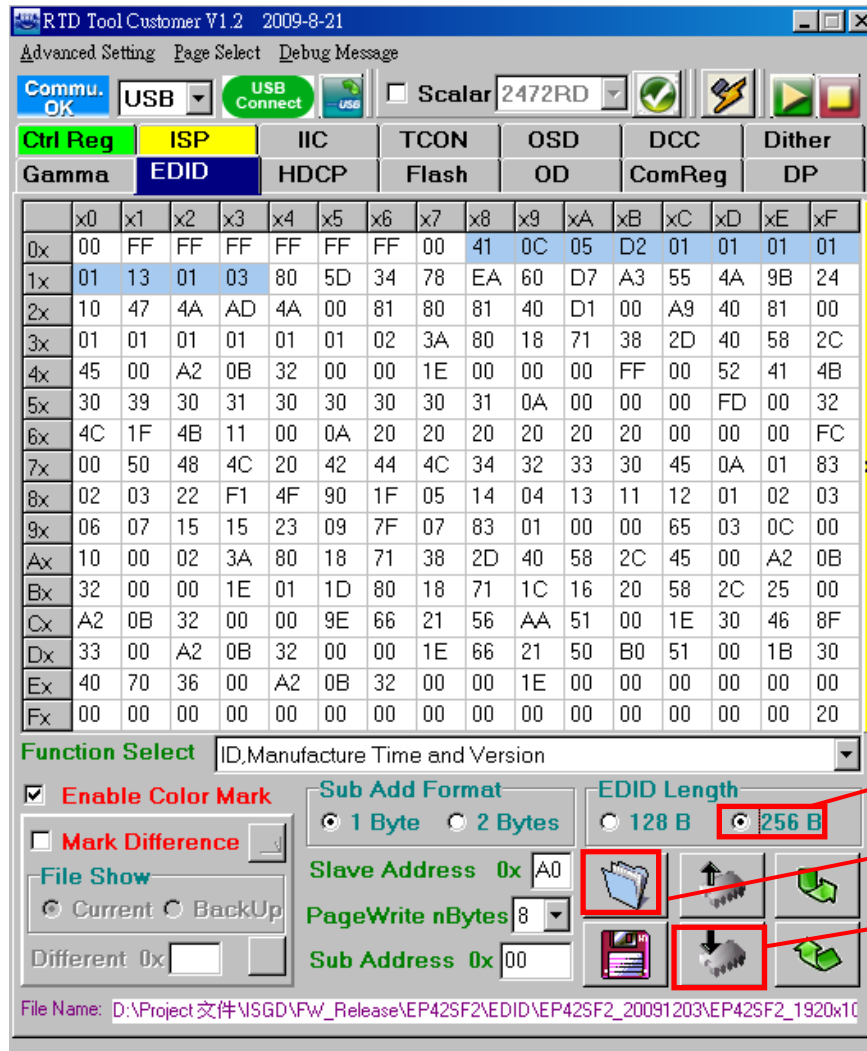 RTD Tool Customer V1.2 2009-8-21
Advanced Setting Page Select Debug Message
Commu. OK USB USB Connect USB Scalar 2472RD
Ctrl Reg ISP IIC TCON OSD DCC Dither
Gamma EDID HDCP Flash OD ComReg DP
x0 x1 x2 x3 x4 x5 x6 x7 x8 x9 xA xB xC xD xE xF
0x 00 FF FF FF FF FF FF 00 41 0C 05 D2 01 01 01 01
1x 01 13 01 03 80 5D 34 78 EA 60 D7 A3 55 4A 9B 24
2x 10 47 4A AD 4A 00 81 80 81 40 D1 00 A9 40 81 00
3x 01 01 01 01 01 01 02 3A 80 18 71 38 2D 40 58 2C
4x 45 00 A2 0B 32 00 00 1E 00 00 00 FF 00 52 41 4B
5x 30 39 30 31 30 30 30 30 31 0A 00 00 00 FD 00 32
6x 4C 1F 4B 11 00 0A 20 20 20 20 20 20 00 00 00 FC
7x 00 50 48 4C 20 42 44 4C 34 32 33 30 45 0A 01 83
8x 02 03 22 F1 4F 90 1F 05 14 04 13 11 12 01 02 03
9x 06 07 15 15 23 09 7F 07 83 01 00 00 65 03 0C 00
Ax 10 00 02 3A 80 18 71 38 2D 40 58 2C 45 00 A2 0B
Bx 32 00 00 1E 01 1D 80 18 71 1C 16 20 58 2C 25 00
Cx A2 0B 32 00 00 9E 66 21 56 AA 51 00 1E 30 46 8F
Dx 33 00 A2 0B 32 00 00 1E 66 21 50 B0 51 00 1B 30
Ex 40 70 36 00 A2 0B 32 00 00 1E 00 00 00 00 00 00
Fx 00 00 00 00 00 00 00 00 00 00 00 00 00 00 00 20
Function Select ID,Manufacture Time and Version
Enable Color Mark Sub Add Format EDID Length
1 Byte 2 Bytes 128 B 256 B
Mark Difference
Slave Address 0x A0
File Show
Current BackUp
PageWrite nBytes 8
Different 0x
Sub Address 0x 00
File Name: D:\Project文件\ISGD\FW_Release\EP42SF2\EDID\EP42SF2_20091203\EP42SF2_1920x10